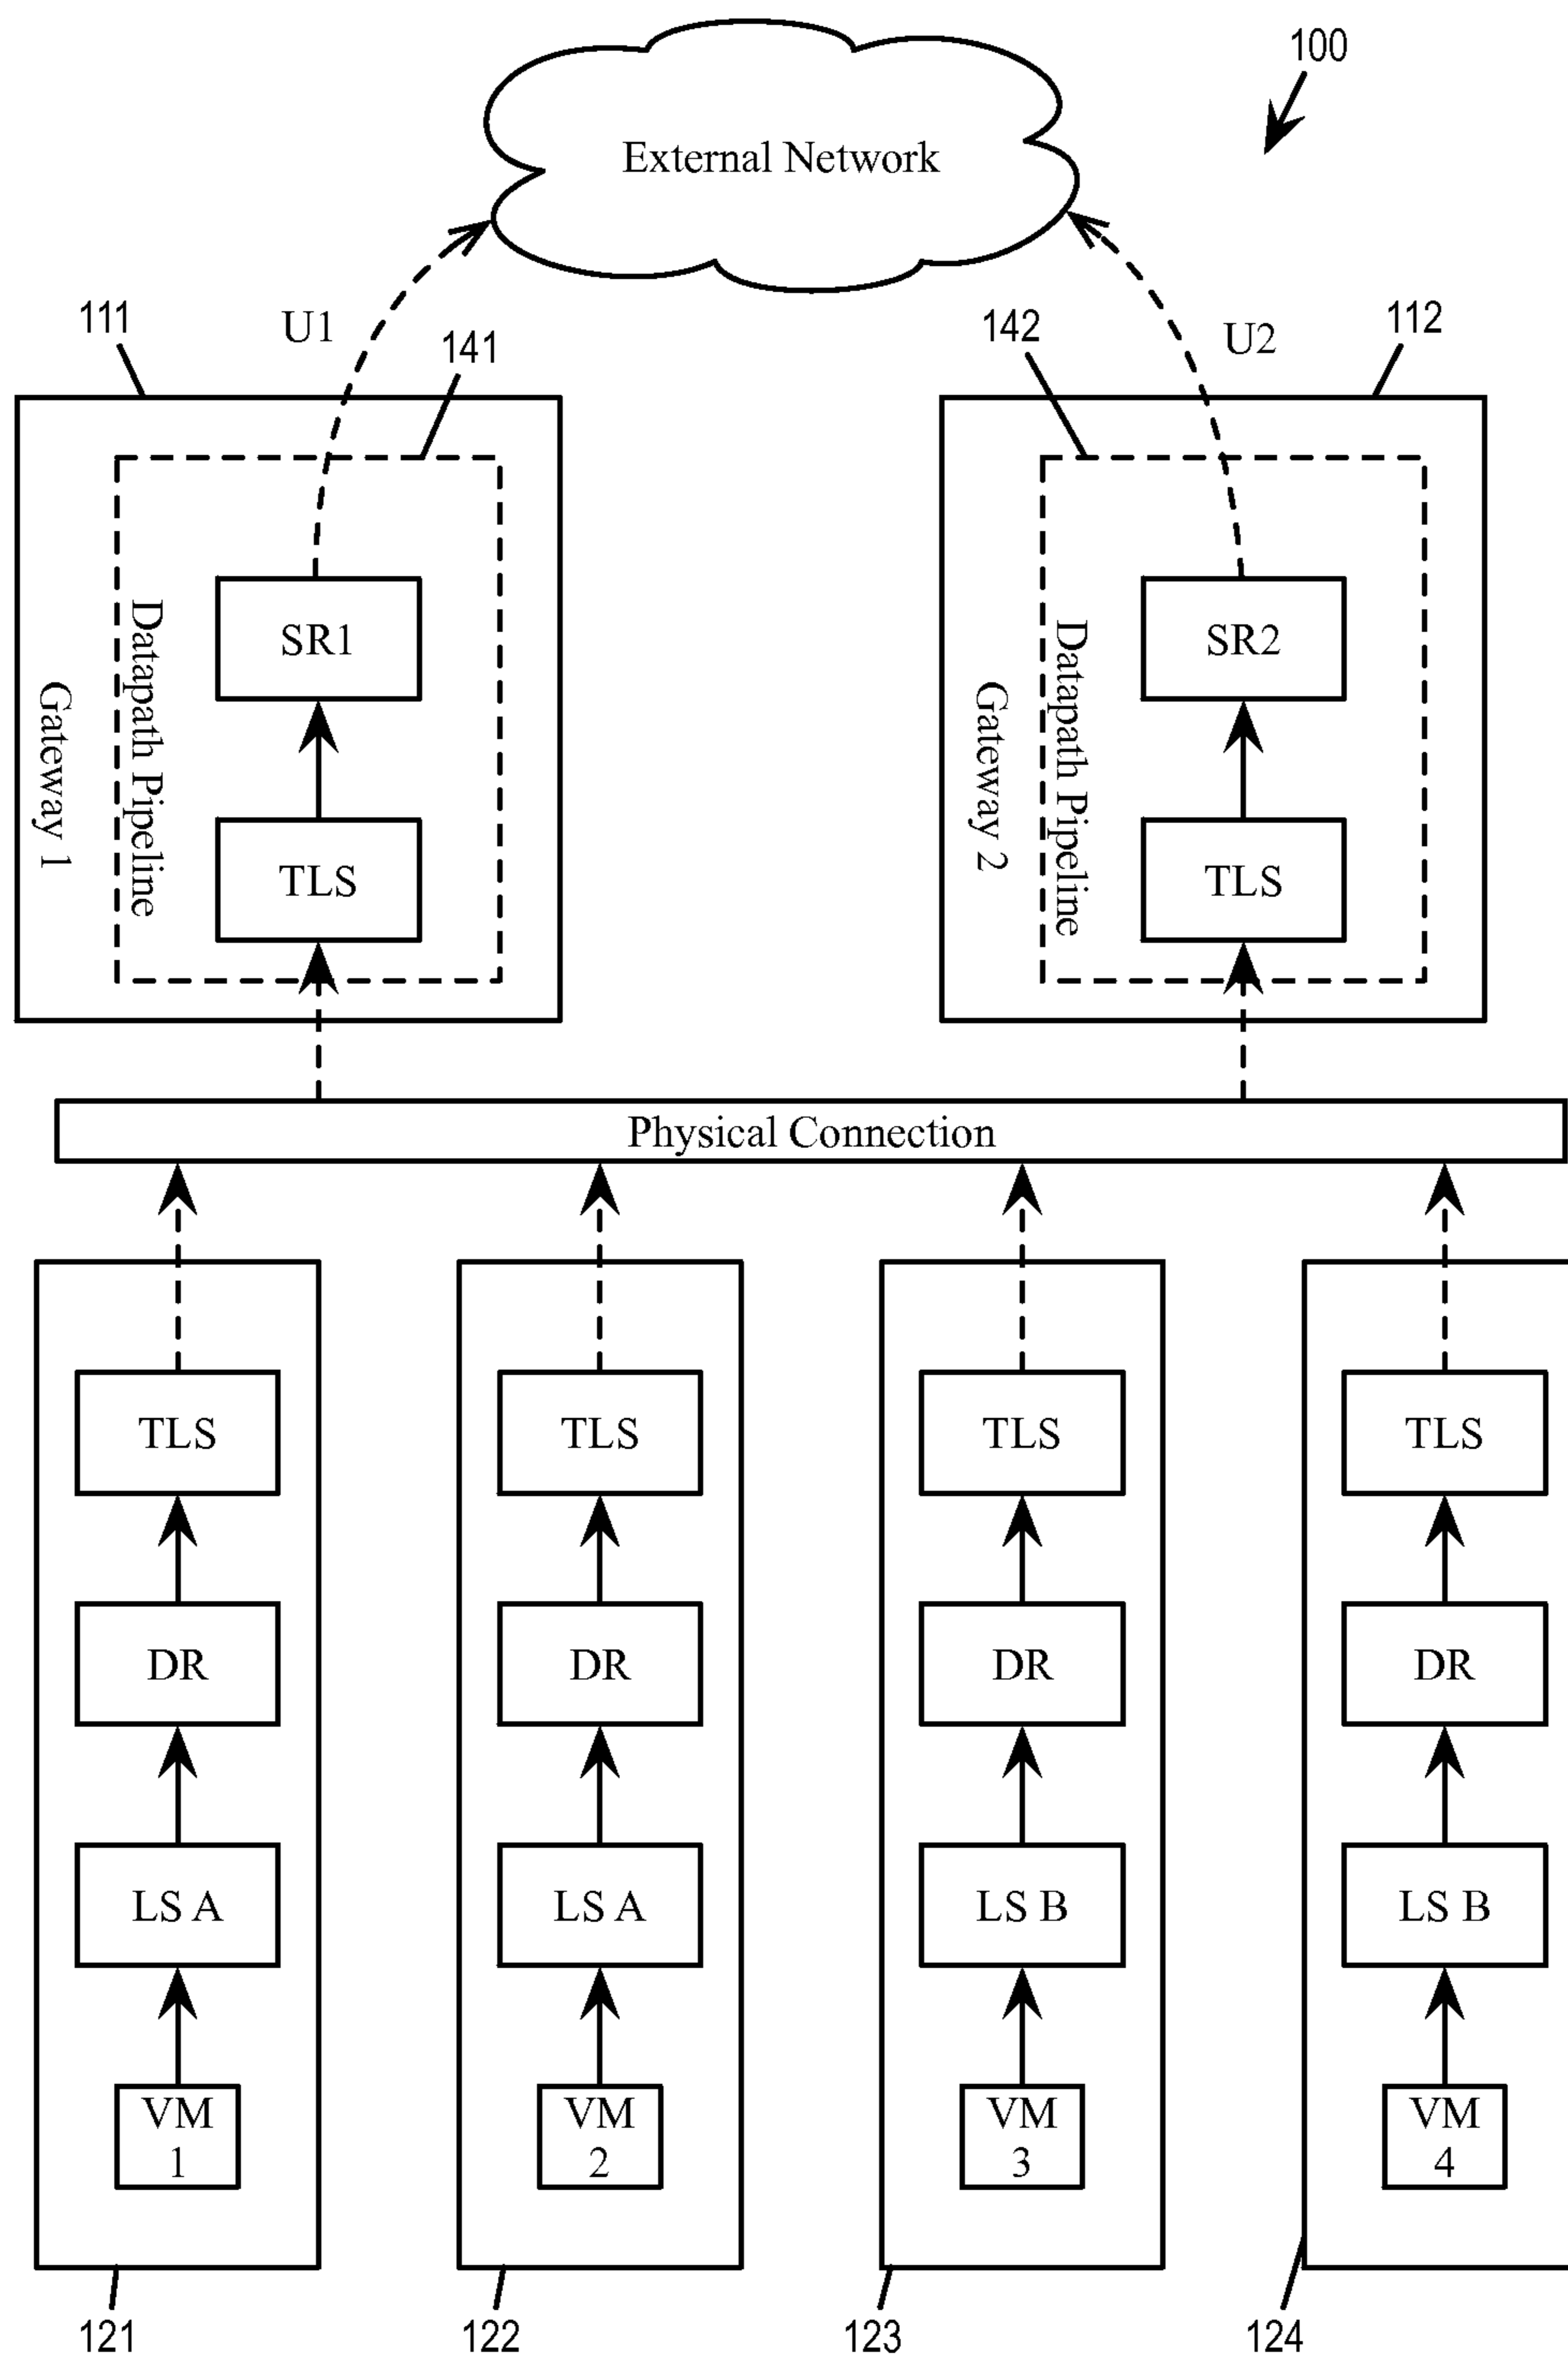 100
External Network
111
U1
141
142
U2
112
Gateway 1
Datapath Pipeline
SR1
TLS
Gateway 2
Datapath Pipeline
SR2
TLS
Physical Connection
TLS
TLS
TLS
TLS
DR
DR
DR
DR
LS A
LS A
LS B
LS B
VM
1
VM
2
VM
3
VM
4
121
122
123
124